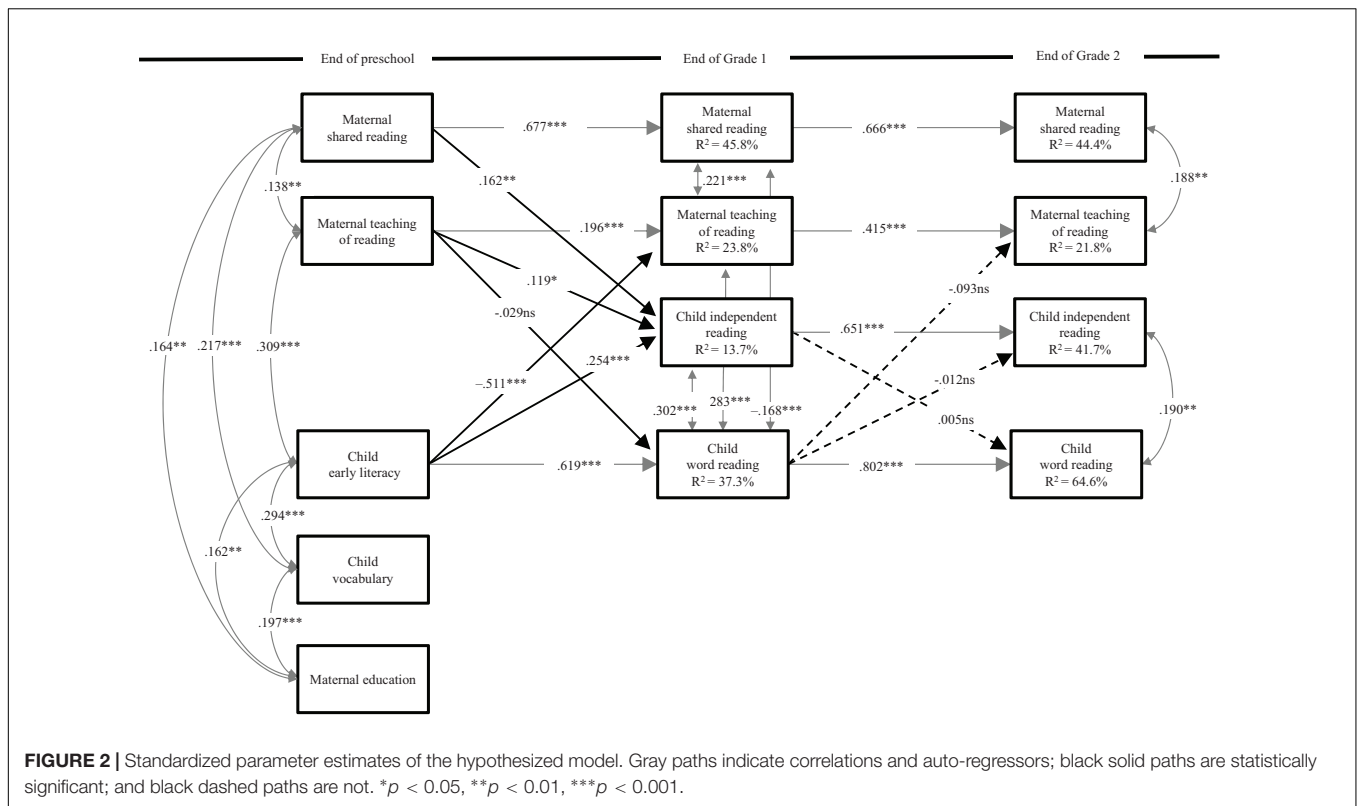 End of preschool
End of Grade 1
End of Grade 2
Maternal
shared reading
.677***
Maternal
shared reading
R² = 45.8%
.666***
Maternal
shared reading
R² = 44.4%
.138**
.162**
.221***
.188**
Maternal teaching
of reading
.196***
Maternal teaching
of reading
R² = 23.8%
.415***
Maternal teaching
of reading
R² = 21.8%
.119*
-.029ns
-.093ns
Child independent
reading
R² = 13.7%
.651***
Child independent
reading
R² = 41.7%
.164**
.217***
.309***
–.511***
.254***
-.012ns
.302***
283***
–.168***
.005ns
.190**
Child
early literacy
.619***
Child
word reading
R² = 37.3%
.802***
Child
word reading
R² = 64.6%
.294***
.162**
Child
vocabulary
.197***
Maternal education
FIGURE 2 | Standardized parameter estimates of the hypothesized model. Gray paths indicate correlations and auto-regressors; black solid paths are statistically
significant; and black dashed paths are not. *p < 0.05, **p < 0.01, ***p < 0.001.